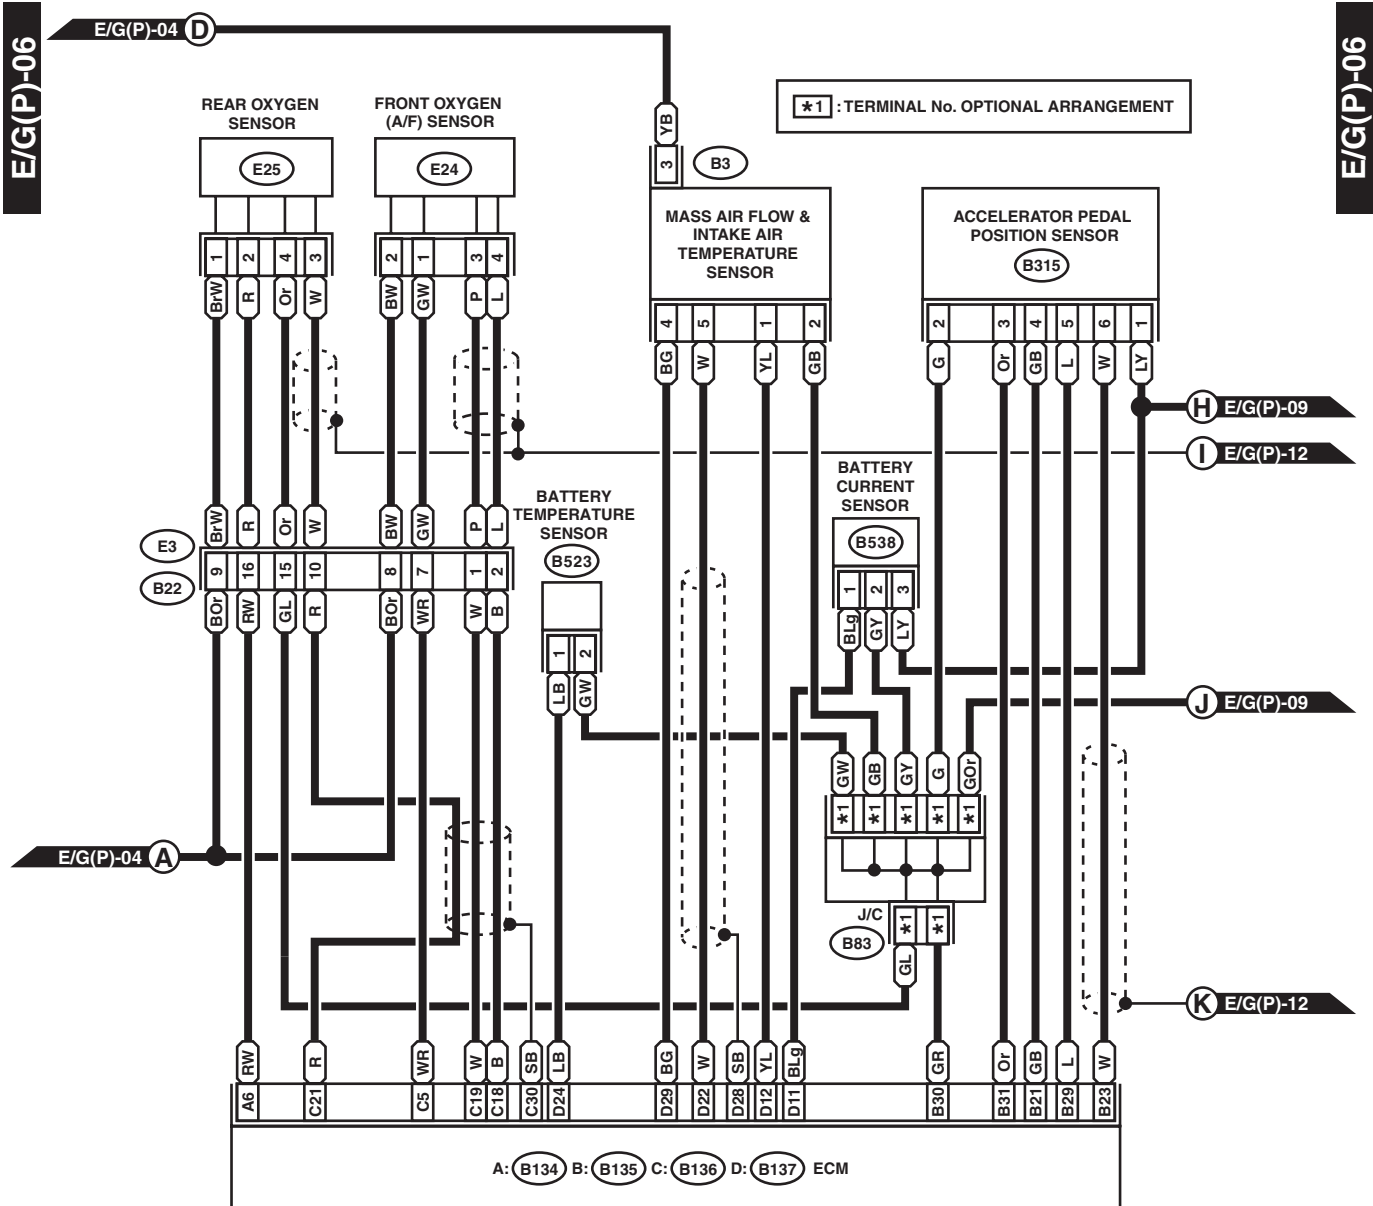 E/G(P)-06
E/G(P)-04 D
E/G(P)-06
*1 : TERMINAL No. OPTIONAL ARRANGEMENT
REAR OXYGEN
SENSOR
E25
FRONT OXYGEN
(A/F) SENSOR
E24
YB
3
B3
MASS AIR FLOW &
INTAKE AIR
TEMPERATURE
SENSOR
ACCELERATOR PEDAL
POSITION SENSOR
B315
1 2 4 3 2 1 3 4
BrW R Or W BW GW P L
4 5 1 2 2 3 4 5 6 1
BG W YL GB G Or GB L W LY
H E/G(P)-09
I E/G(P)-12
BATTERY
CURRENT
SENSOR
B538
BATTERY
TEMPERATURE
SENSOR
B523
BrW R Or W BW GW P L
E3
9 16 15 10 8 7 1 2
B22
BOr RW GL R BOr WR W B
1 2 3
BLg GY LY
1 2
LB GW
J E/G(P)-09
GW GB GY G GOr
*1 *1 *1 *1 *1
E/G(P)-04 A
J/C
B83
*1 *1
GL
K E/G(P)-12
RW R WR W B SB LB BG W SB YL BLg GR Or GB L W
A6 C21 C5 C19 C18 C30 D24 D29 D22 D28 D12 D11 B30 B31 B21 B29 B23
A: B134 B: B135 C: B136 D: B137 ECM